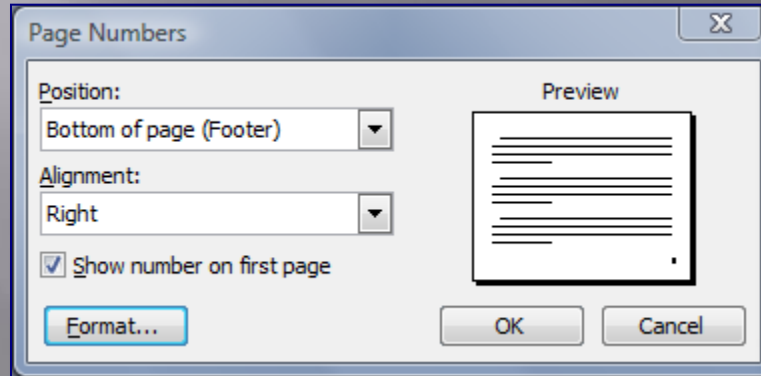 Page Numbers
Position:
Preview
Bottom of page (Footer)
Alignment:
Right
Show number on first page
Format...
OK
Cancel